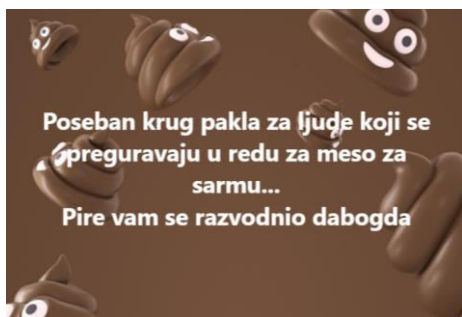 Poseban krug pakla za ljude koji se
preguravaju u redu za meso za
sarmu...
Pire vam se razvodnio dabogda